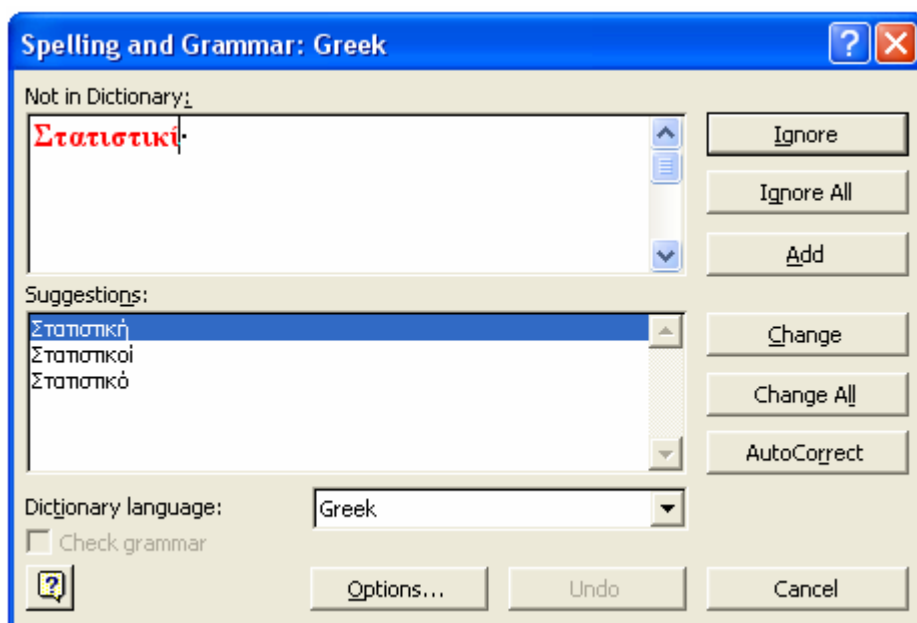 Spelling and Grammar: Greek
Not in Dictionary:
Στατιστικί·
Ignore
Ignore All
Add
Suggestions:
Στατιστική
Στατιστικοί
Στατιστικό
Change
Change All
AutoCorrect
Dictionary language:
Greek
Check grammar
Options...
Undo
Cancel